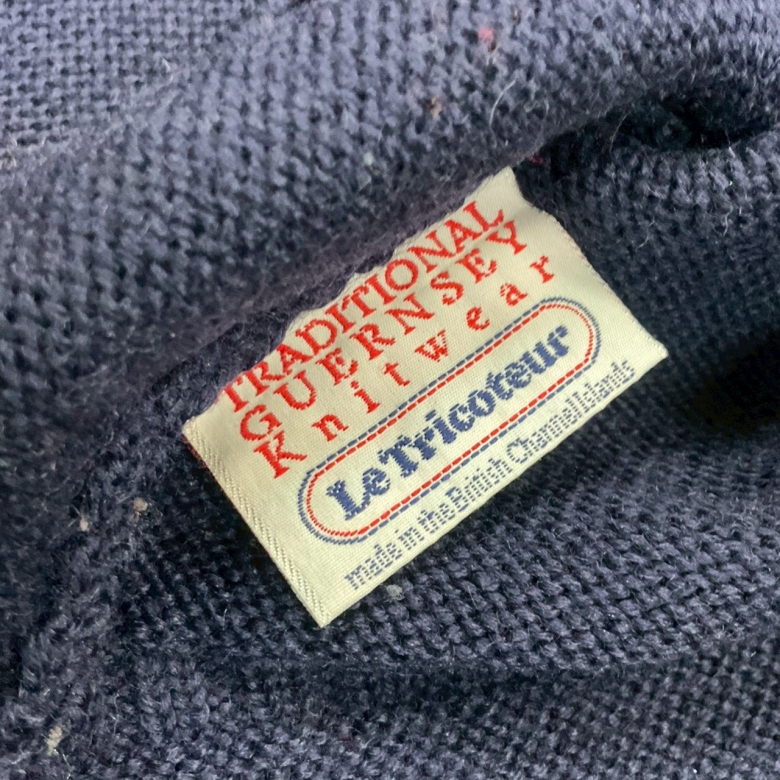 TRADITIONAL
GUERNSEY
Knitwear
Le Tricoteur
made in the British Channel Islands